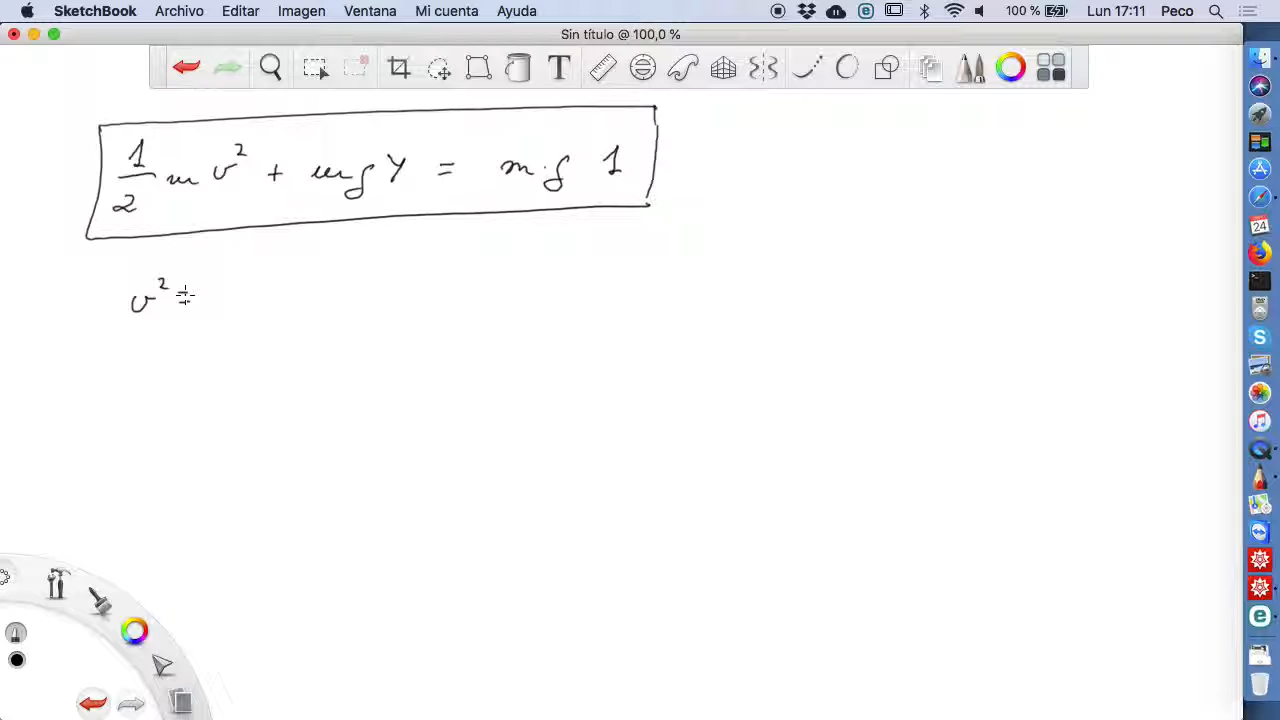 SketchBook Archivo Editar Imagen Ventana Mi cuenta Ayuda 100 % Lun 17:11 Peco
Sin título @ 100,0 %
1/2 m v² + m g y = m · g 1
v² =
24